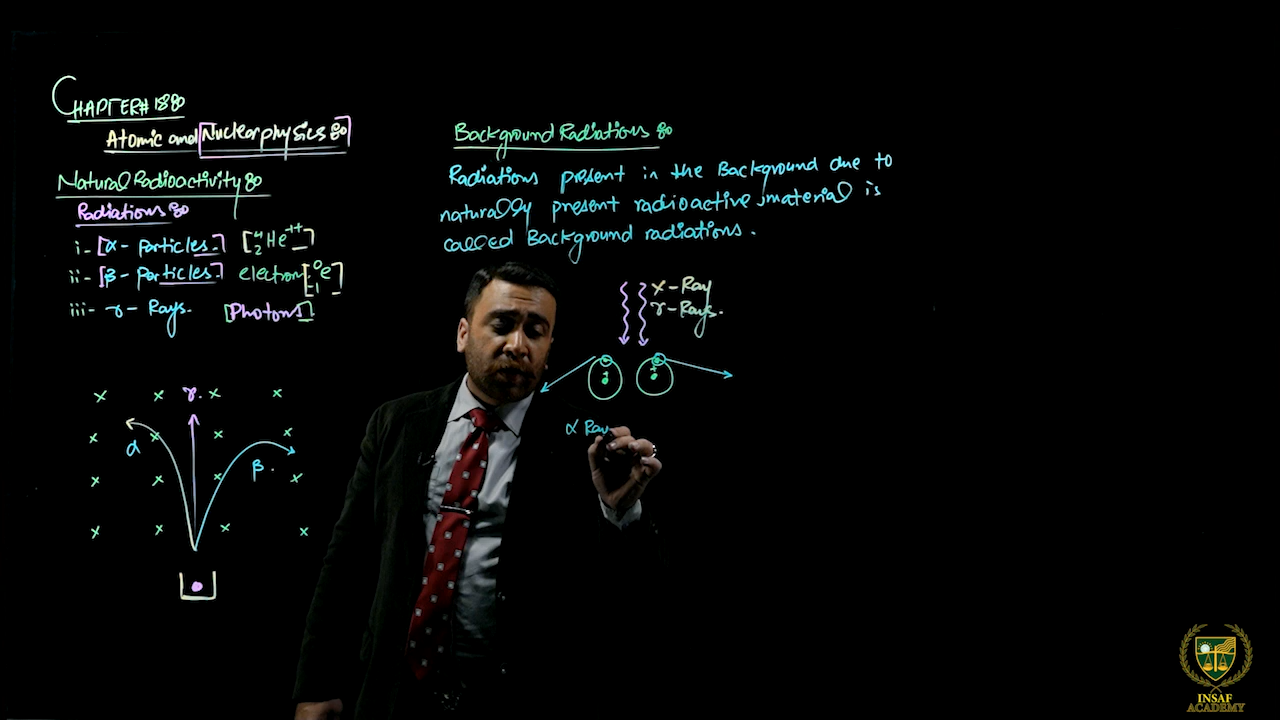 CHAPTER# 18:
Atomic and Nuclear physics:
Natural Radioactivity:
Radiations:
i- [α- particles.] [⁴₂He⁺⁺]
ii- [β- particles.] electron [⁰₋₁e]
iii- γ- Rays. [Photons].
x x γ. x x
x x x x
α
β.
x x x x
x x x x
Background Radiations:
Radiations present in the Background due to
naturally present radioactive material is
called Background radiations.
X-Ray
γ-Rays.
α Ray
INSAF
ACADEMY